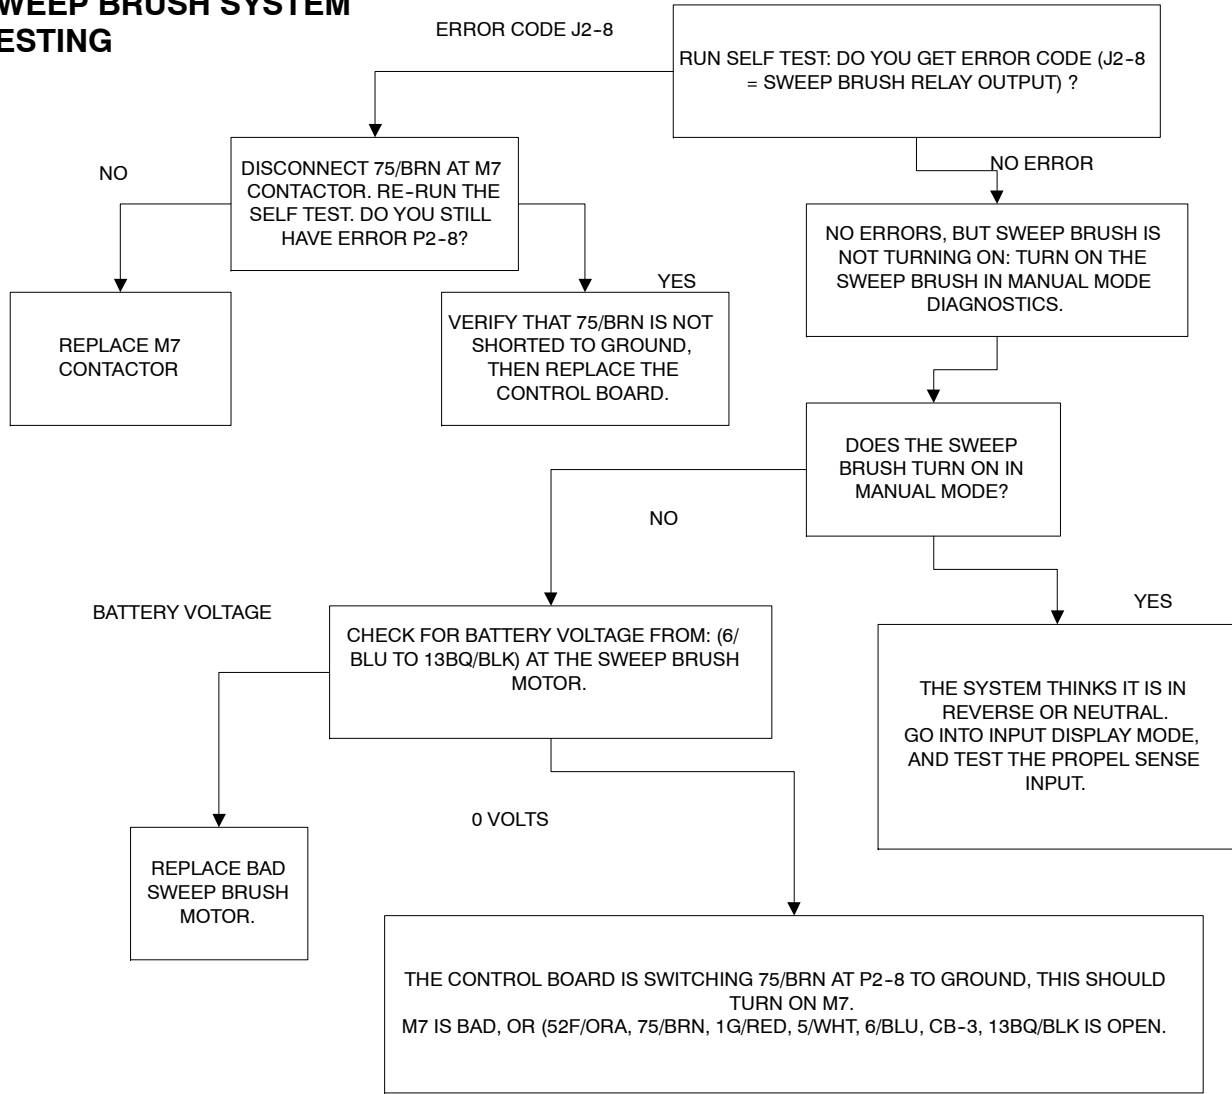 WEEP BRUSH SYSTEM
ESTING
ERROR CODE J2-8
RUN SELF TEST: DO YOU GET ERROR CODE (J2-8
= SWEEP BRUSH RELAY OUTPUT) ?
NO ERROR
NO
DISCONNECT 75/BRN AT M7
CONTACTOR. RE-RUN THE
SELF TEST. DO YOU STILL
HAVE ERROR P2-8?
NO ERRORS, BUT SWEEP BRUSH IS
NOT TURNING ON: TURN ON THE
SWEEP BRUSH IN MANUAL MODE
DIAGNOSTICS.
YES
REPLACE M7
CONTACTOR
VERIFY THAT 75/BRN IS NOT
SHORTED TO GROUND,
THEN REPLACE THE
CONTROL BOARD.
DOES THE SWEEP
BRUSH TURN ON IN
MANUAL MODE?
NO
YES
BATTERY VOLTAGE
CHECK FOR BATTERY VOLTAGE FROM: (6/
BLU TO 13BQ/BLK) AT THE SWEEP BRUSH
MOTOR.
THE SYSTEM THINKS IT IS IN
REVERSE OR NEUTRAL.
GO INTO INPUT DISPLAY MODE,
AND TEST THE PROPEL SENSE
INPUT.
0 VOLTS
REPLACE BAD
SWEEP BRUSH
MOTOR.
THE CONTROL BOARD IS SWITCHING 75/BRN AT P2-8 TO GROUND, THIS SHOULD
TURN ON M7.
M7 IS BAD, OR (52F/ORA, 75/BRN, 1G/RED, 5/WHT, 6/BLU, CB-3, 13BQ/BLK IS OPEN.